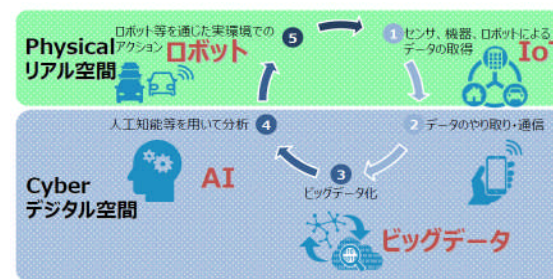 Physical
リアル空間
ロボット等を通じた実環境での
アクション
ロボット
5
1
センサ、機器、ロボットによる
データの取得
IoT
人工知能等を用いて分析
4
2
データのやり取り・通信
Cyber
デジタル空間
AI
3
ビッグデータ化
ビッグデータ